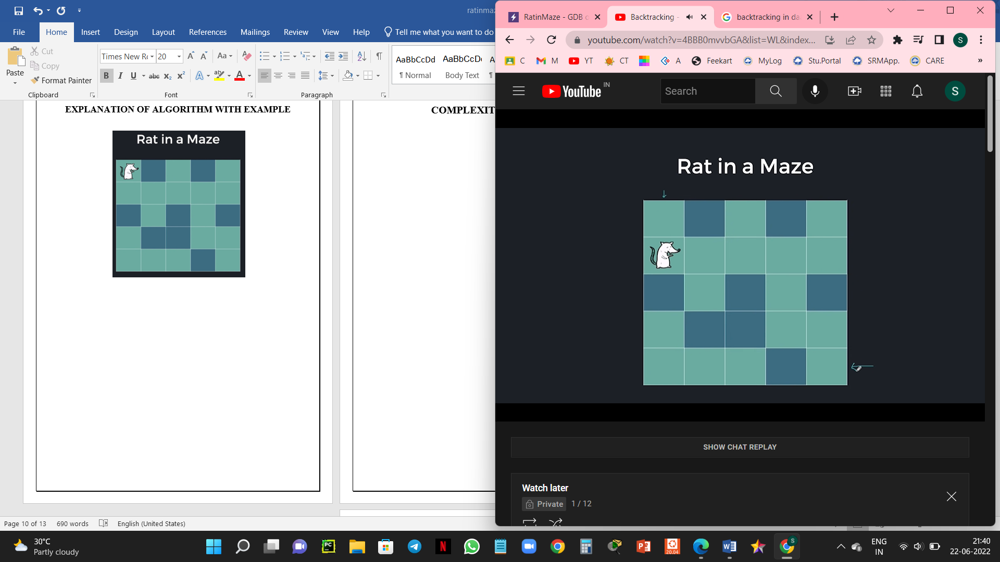 ratinmaz
File
Home
Insert
Design
Layout
References
Mailings
Review
View
Help
Tell me what you want to do
Paste
Cut
Copy
Format Painter
Clipboard
Times New Ro
20
Aa
B I U abc x₂ x²
Font
Paragraph
AaBbCcDd
¶ Normal
AaBbCcD
Body Text
EXPLANATION OF ALGORITHM WITH EXAMPLE
Rat in a Maze
COMPLEXIT
Page 10 of 13
690 words
English (United States)
RatinMaze - GDB o
Backtracking -
backtracking in da
youtube.com/watch?v=4BBB0mvvbGA&list=WL&index...
S
C
M
YT
CT
A
Feekart
MyLog
Stu.Portal
SRMApp.
CARE
»
YouTube IN
Search
S
Rat in a Maze
SHOW CHAT REPLAY
Watch later
Private
1 / 12
30°C
Partly cloudy
PC
N
20.04
S
ENG
IN
21:40
22-06-2022